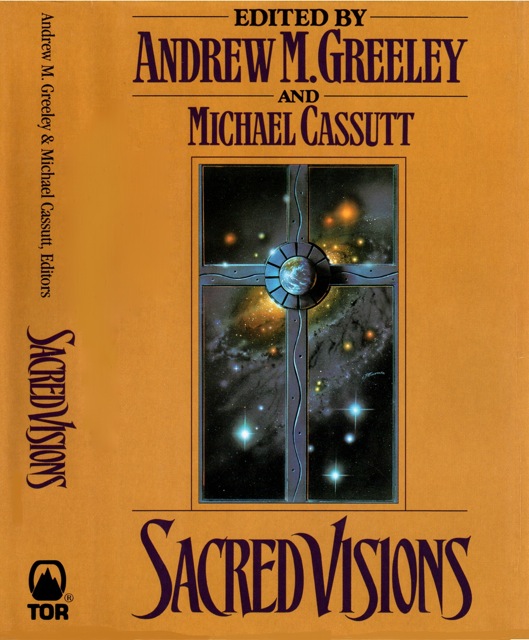 Andrew M. Greeley & Michael Cassutt, Editors
SACRED VISIONS
TOR®
EDITED BY
ANDREW M. GREELEY
AND
MICHAEL CASSUTT
SACRED VISIONS